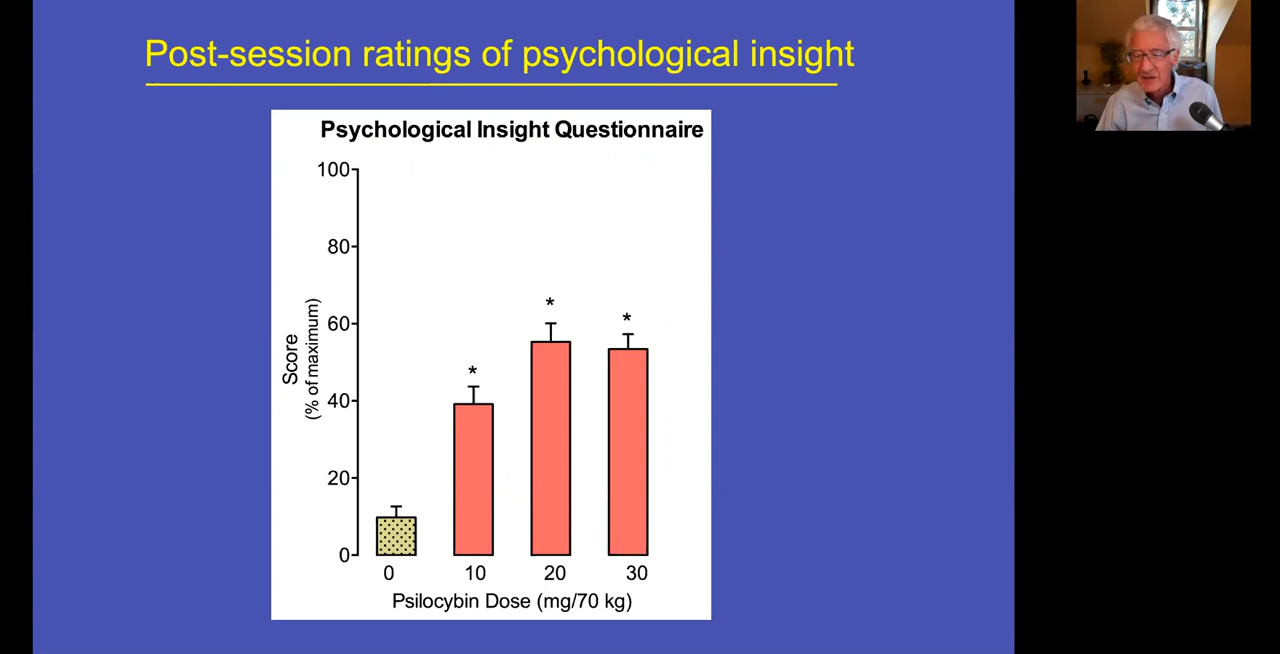 Post-session ratings of psychological insight
Psychological Insight Questionnaire
100
80
60
40
20
0
Score
(% of maximum)
*
*
*
0 10 20 30
Psilocybin Dose (mg/70 kg)